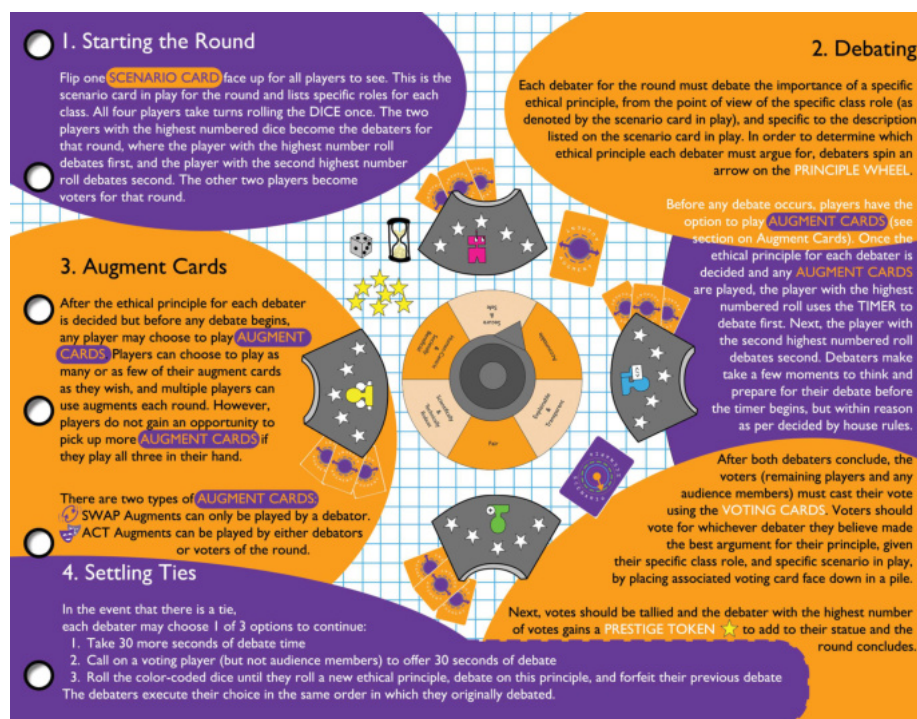 1. Starting the Round
Flip one SCENARIO CARD face up for all players to see. This is the
scenario card in play for the round and lists specific roles for each
class. All four players take turns rolling the DICE once. The two
players with the highest numbered dice become the debaters for
that round, where the player with the highest number roll
debates first, and the player with the second highest number
roll debates second. The other two players become
voters for that round.
2. Debating
Each debater for the round must debate the importance of a specific
ethical principle, from the point of view of the specific class role (as
denoted by the scenario card in play), and specific to the description
listed on the scenario card in play. In order to determine which
ethical principle each debater must argue for, debaters spin an
arrow on the PRINCIPLE WHEEL.
Before any debate occurs, players have the
option to play AUGMENT CARDS (see
section on Augment Cards). Once the
ethical principle for each debater is
decided and any AUGMENT CARDS
are played, the player with the highest
numbered roll uses the TIMER to
debate first. Next, the player with
the second highest numbered roll
debates second. Debaters make
take a few moments to think and
prepare for their debate before
the timer begins, but within reason
as per decided by house rules.
After both debaters conclude, the
voters (remaining players and any
audience members) must cast their vote
using the VOTING CARDS. Voters should
vote for whichever debater they believe made
the best argument for their principle, given
their specific class role, and specific scenario in play,
by placing associated voting card face down in a pile.
Next, votes should be tallied and the debater with the highest number
of votes gains a PRESTIGE TOKEN to add to their statue and the
round concludes.
3. Augment Cards
After the ethical principle for each debater
is decided but before any debate begins,
any player may choose to play AUGMENT
CARDS Players can choose to play as
many or as few of their augment cards
as they wish, and multiple players can
use augments each round. However,
players do not gain an opportunity to
pick up more AUGMENT CARDS if
they play all three in their hand.
There are two types of AUGMENT CARDS:
SWAP Augments can only be played by a debator.
ACT Augments can be played by either debators
or voters of the round.
Safe &
Secure
Accountable
Explainable &
Transparent
Fair
4. Settling Ties
In the event that there is a tie,
each debater may choose 1 of 3 options to continue:
1. Take 30 more seconds of debate time
2. Call on a voting player (but not audience members) to offer 30 seconds of debate
3. Roll the color-coded dice until they roll a new ethical principle, debate on this principle, and forfeit their previous debate
The debaters execute their choice in the same order in which they originally debated.